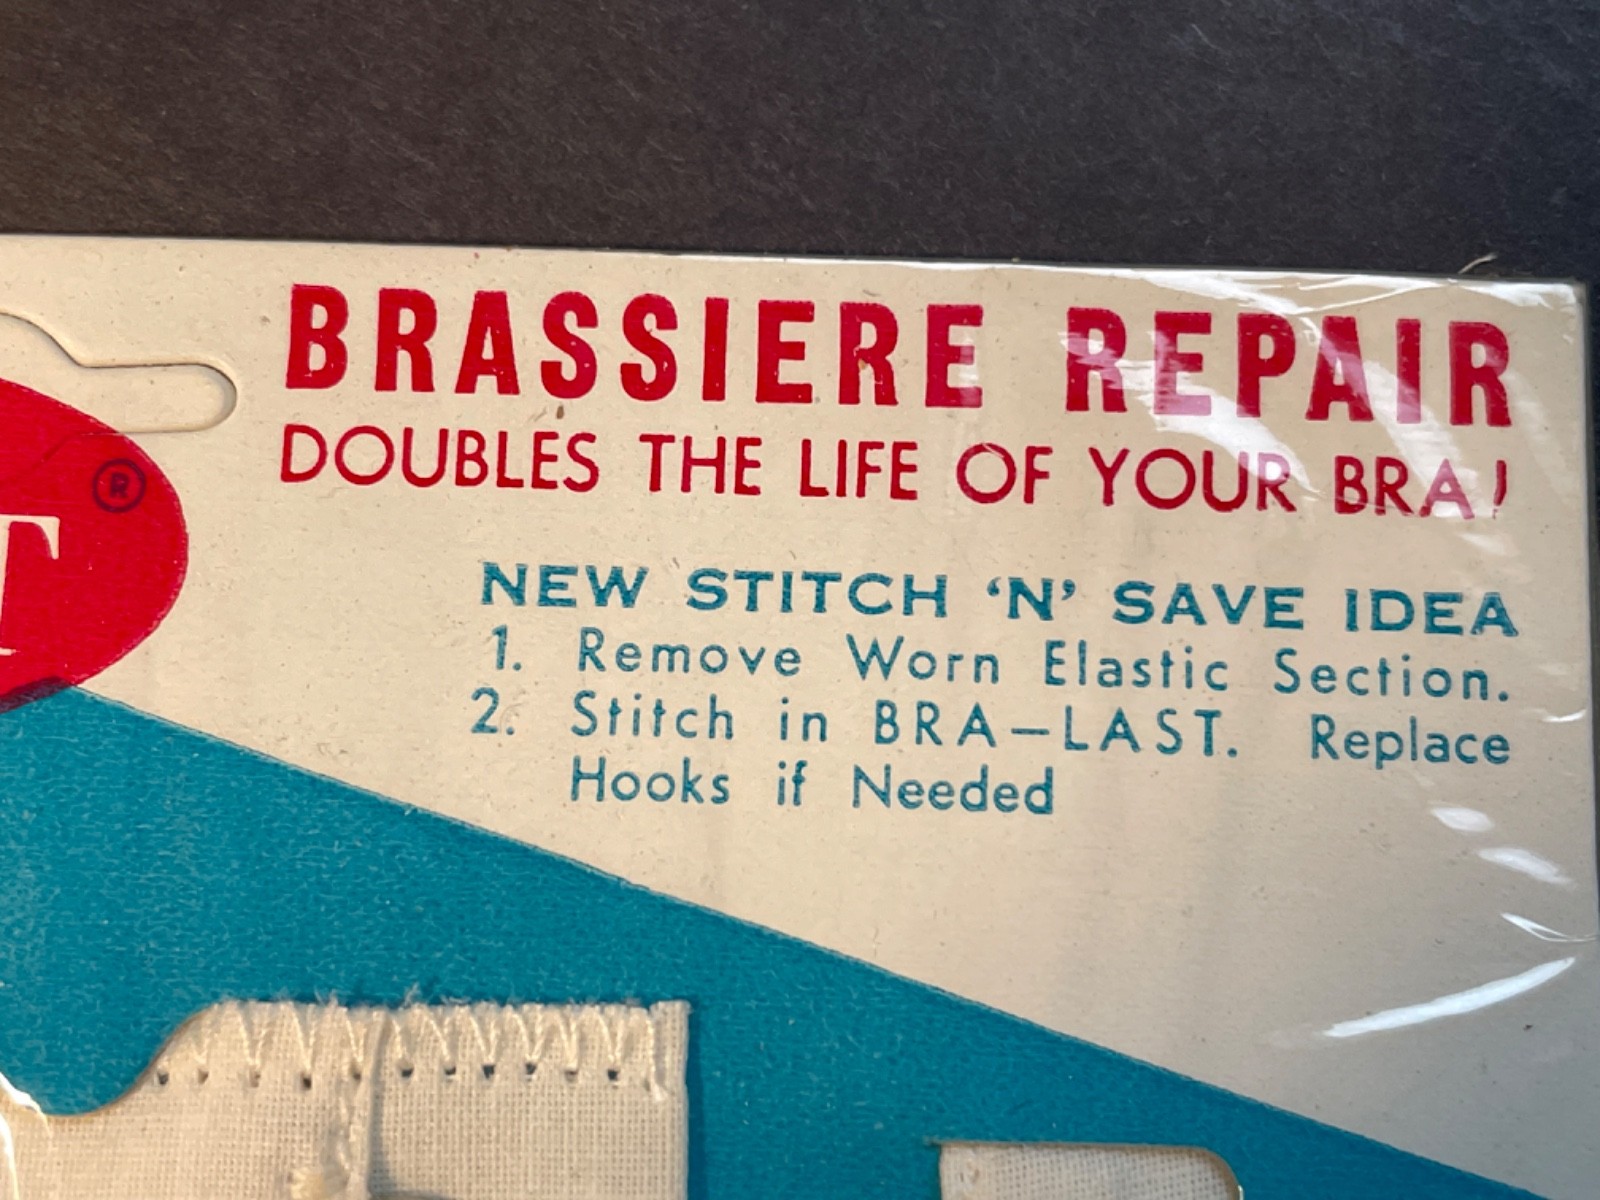 BRASSIERE REPAIR
DOUBLES THE LIFE OF YOUR BRA!
®
T
NEW STITCH ‘N’ SAVE IDEA
1. Remove Worn Elastic Section.
2. Stitch in BRA—LAST. Replace
Hooks if Needed